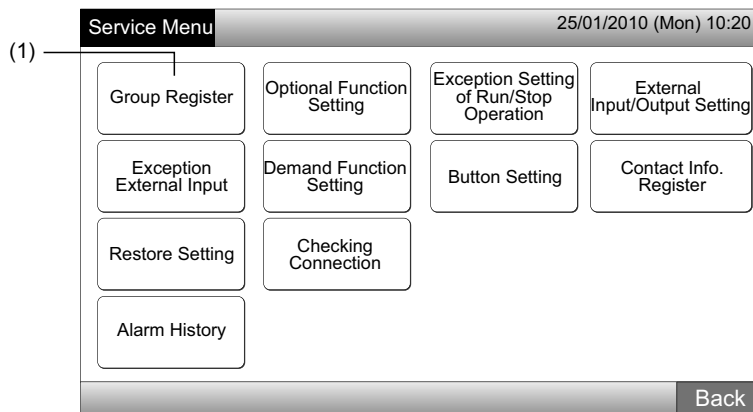 Service Menu
25/01/2010 (Mon) 10:20
(1)
Group Register
Optional Function
Setting
Exception Setting
of Run/Stop
Operation
External
Input/Output Setting
Exception
External Input
Demand Function
Setting
Button Setting
Contact Info.
Register
Restore Setting
Checking
Connection
Alarm History
Back